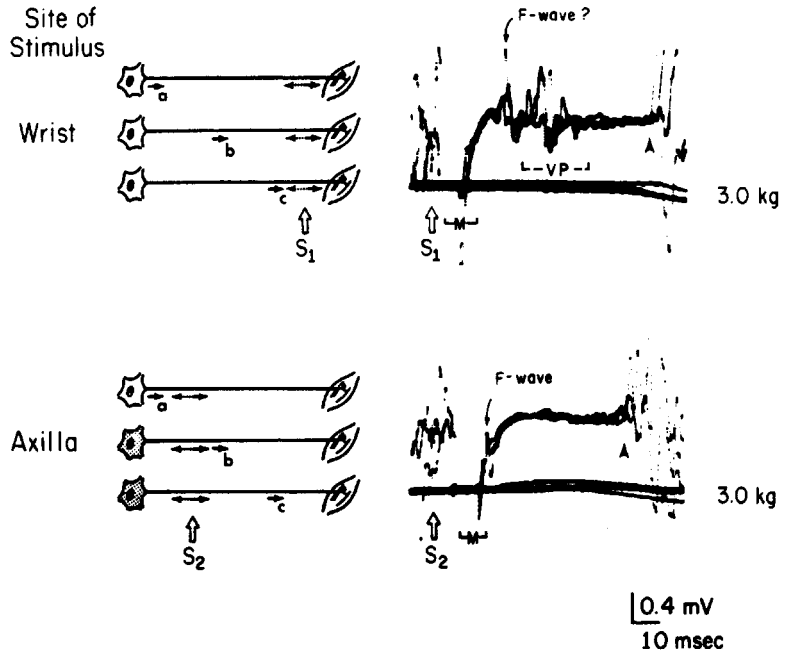 Site of
Stimulus
F-wave ?
a
Wrist
b
VP
A
c
3.0 kg
M
S₁
S₁
F-wave
a
Axilla
b
A
c
3.0 kg
M
S₂
S₂
0.4 mV
10 msec